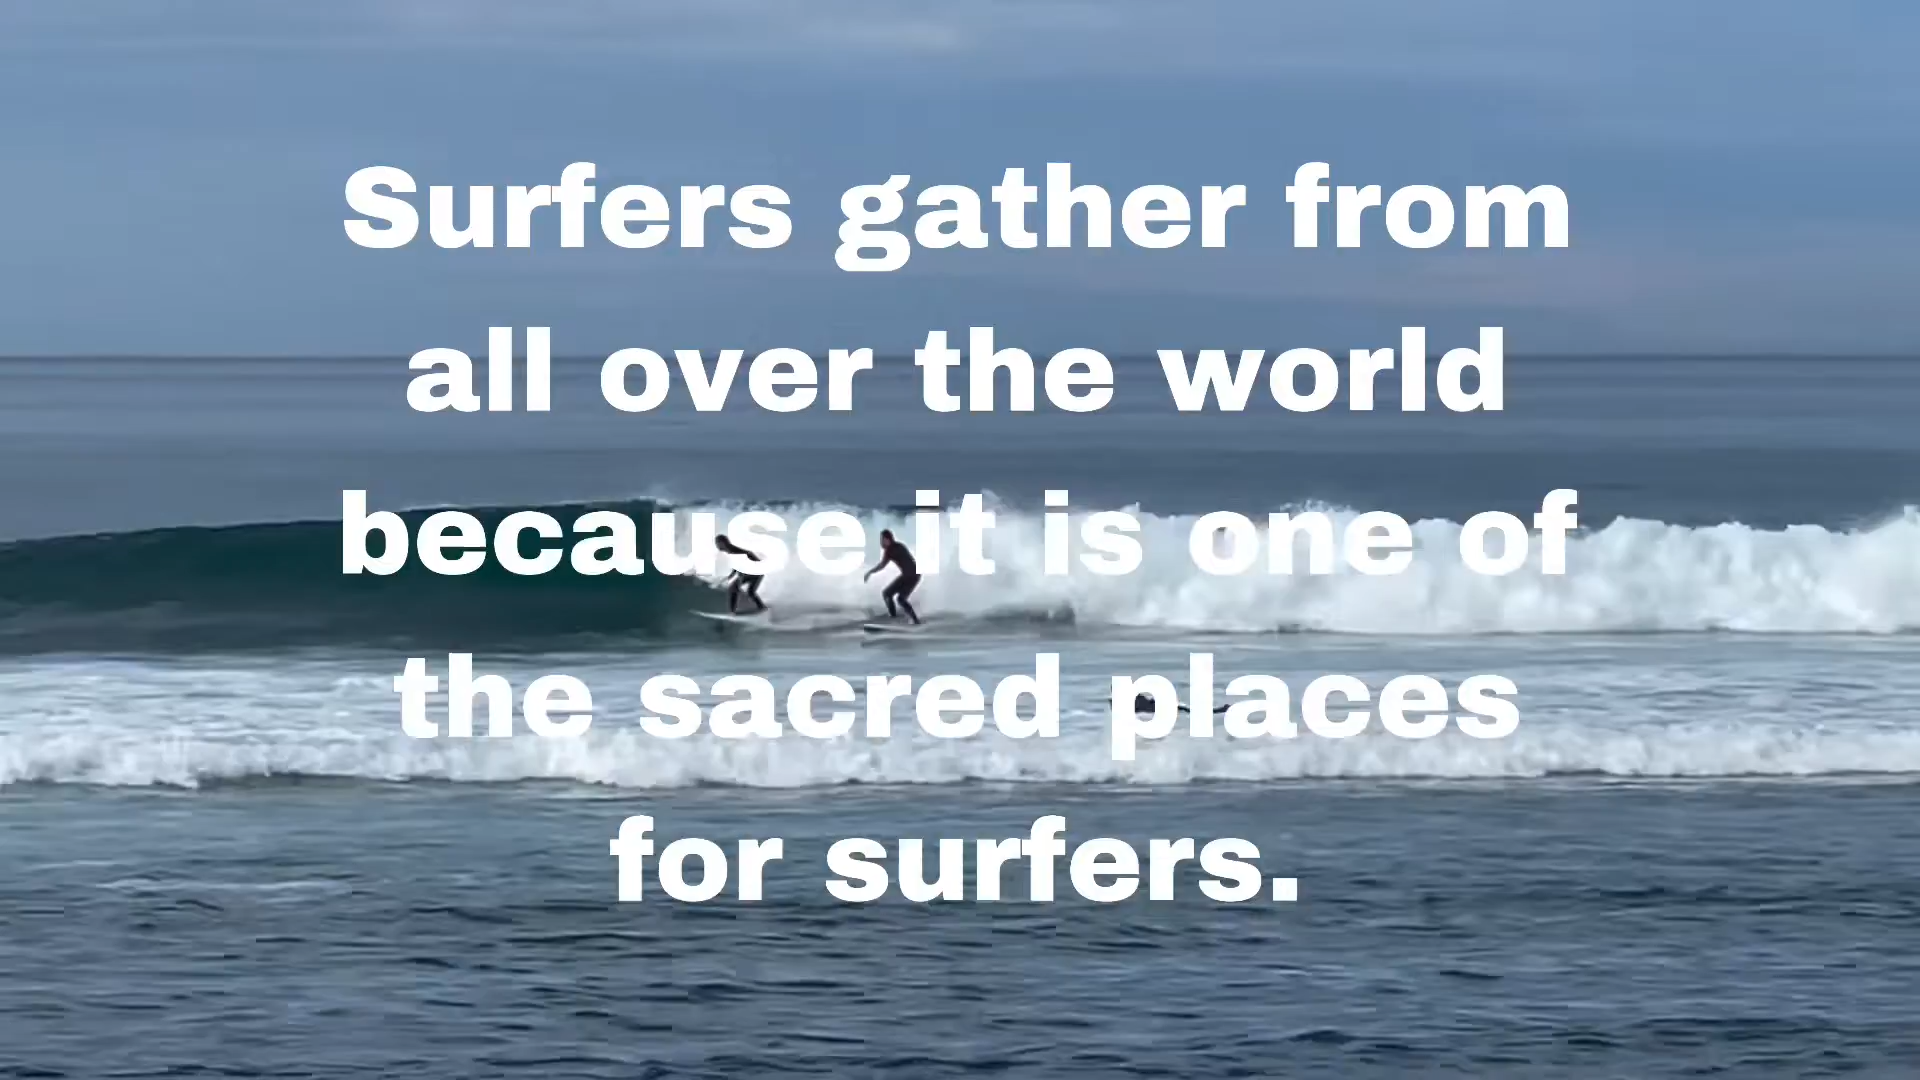 Surfers gather from
all over the world
because it is one of
the sacred places
for surfers.